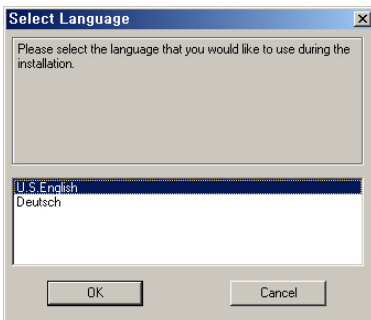 Select Language
Please select the language that you would like to use during the
installation.
U.S.English
Deutsch
OK
Cancel